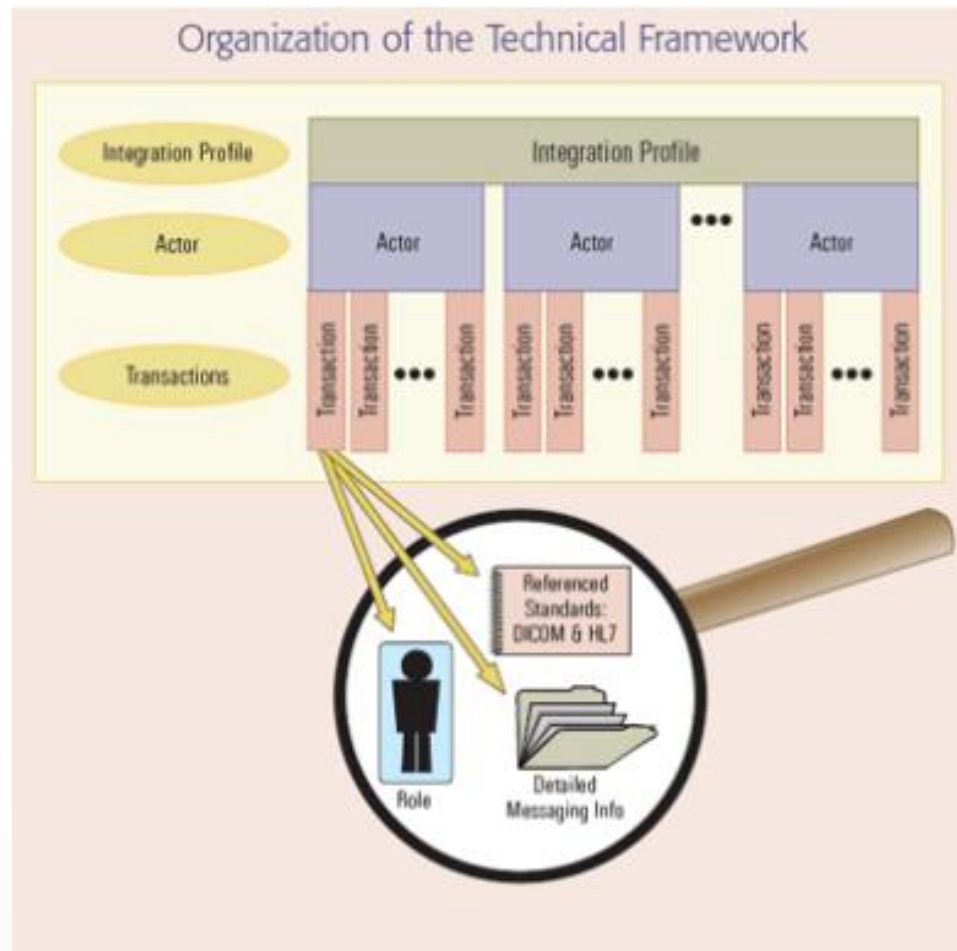 Organization of the Technical Framework
Integration Profile
Integration Profile
Actor
Actor
Actor
Actor
Transactions
Transaction
Transaction
Transaction
Transaction
Transaction
Transaction
Transaction
Transaction
Transaction
Referenced
Standards:
DICOM & HL7
Role
Detailed
Messaging Info